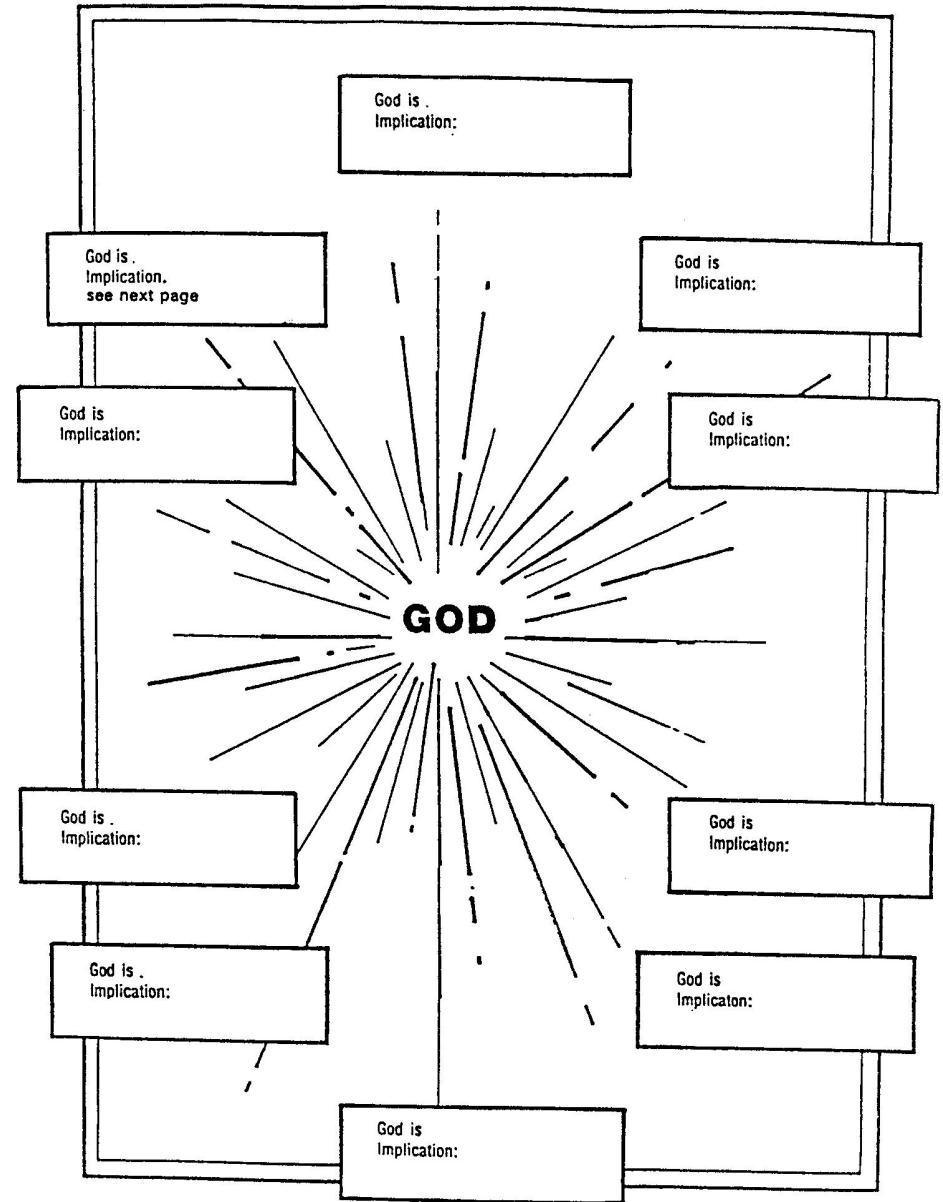 God is .
Implication:
God is .
Implication.
see next page
God is
Implication:
God is
Implication:
God is
Implication:
GOD
God is .
Implication:
God is
Implication:
God is .
Implication:
God is
Implicaton:
God is
Implication: